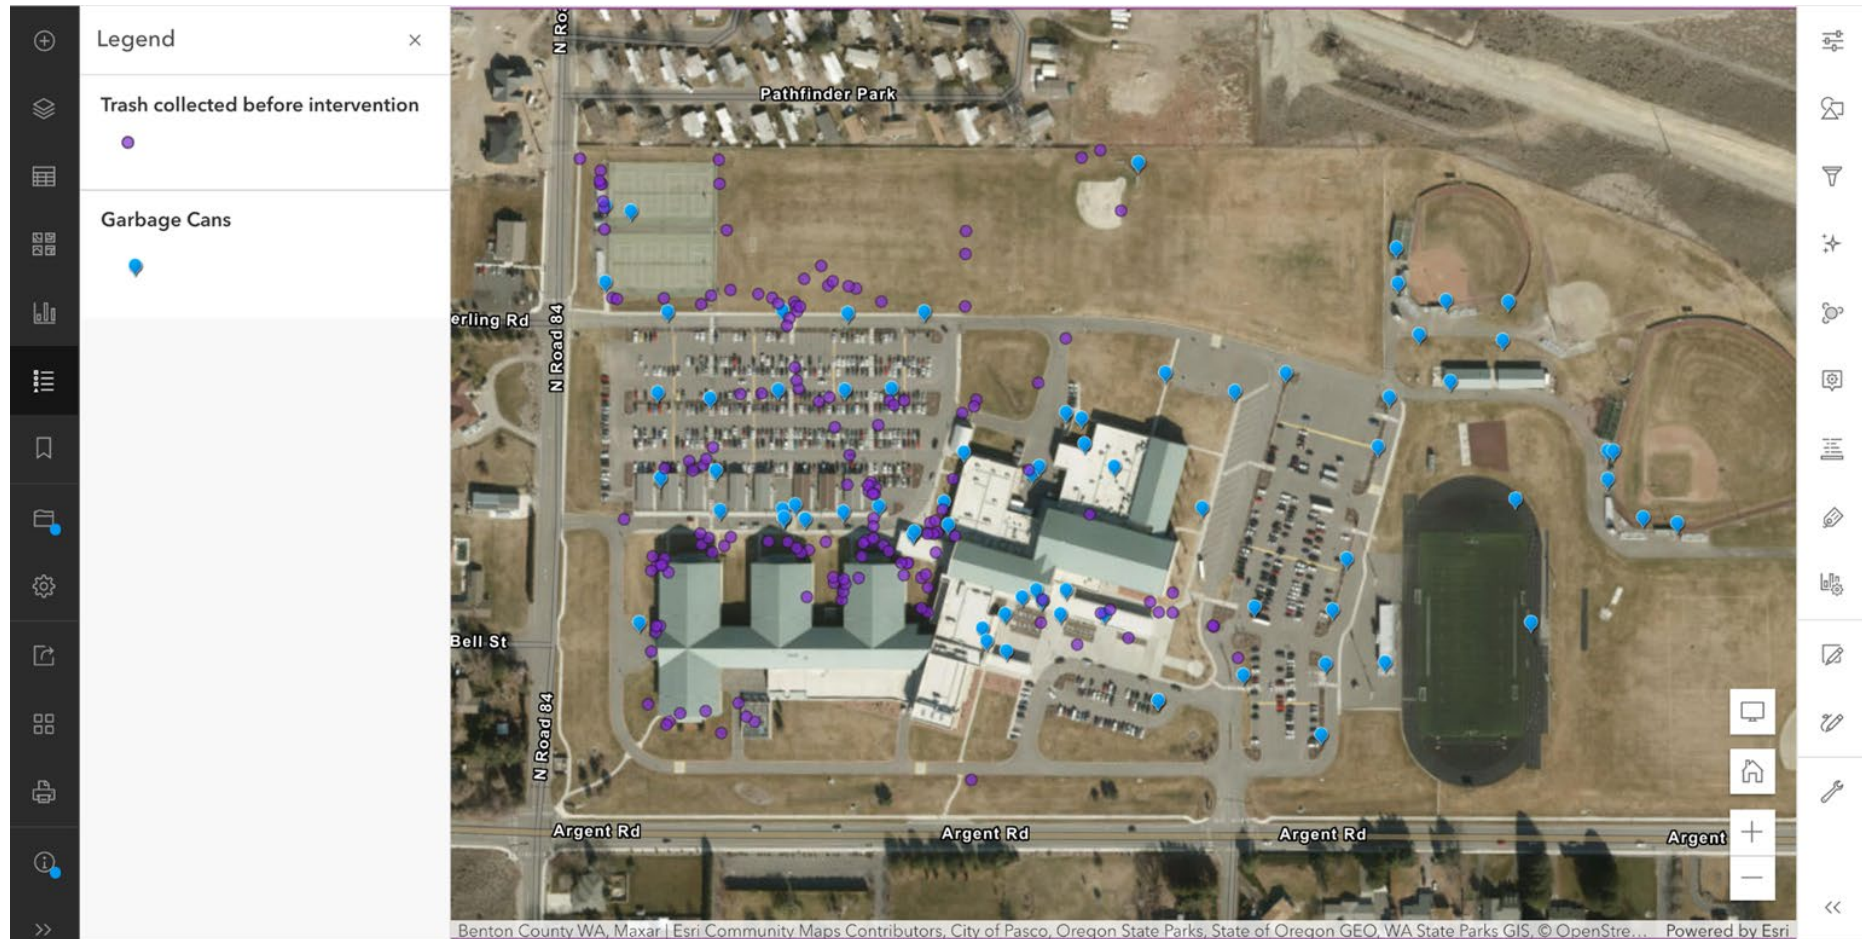 Legend
Trash collected before intervention
Garbage Cans
N Roa
Pathfinder Park
erling Rd
N Road 84
Bell St
N Road 84
Argent Rd
Argent Rd
Argent Rd
Argent
Benton County WA, Maxar | Esri Community Maps Contributors, City of Pasco, Oregon State Parks, State of Oregon GEO, WA State Parks GIS, © OpenStre...
Powered by Esri